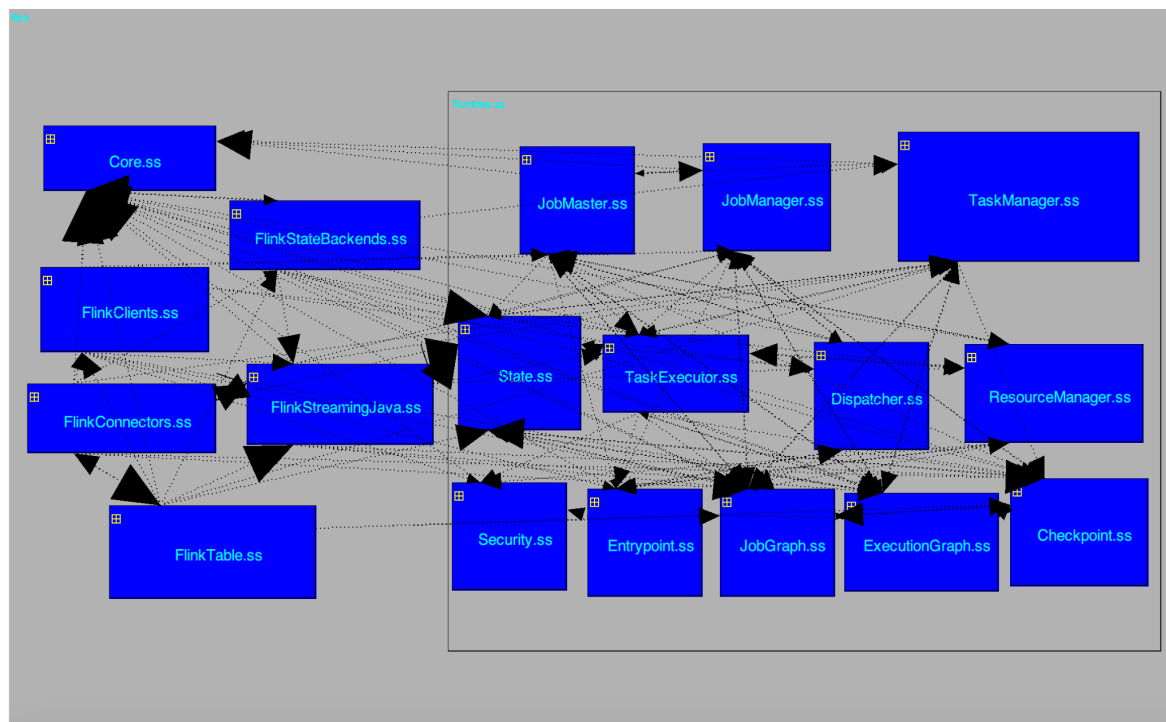 Runtime.ss
Core.ss
JobMaster.ss
JobManager.ss
TaskManager.ss
FlinkStateBackends.ss
FlinkClients.ss
State.ss
TaskExecutor.ss
Dispatcher.ss
ResourceManager.ss
FlinkStreamingJava.ss
FlinkConnectors.ss
Security.ss
Entrypoint.ss
JobGraph.ss
ExecutionGraph.ss
Checkpoint.ss
FlinkTable.ss